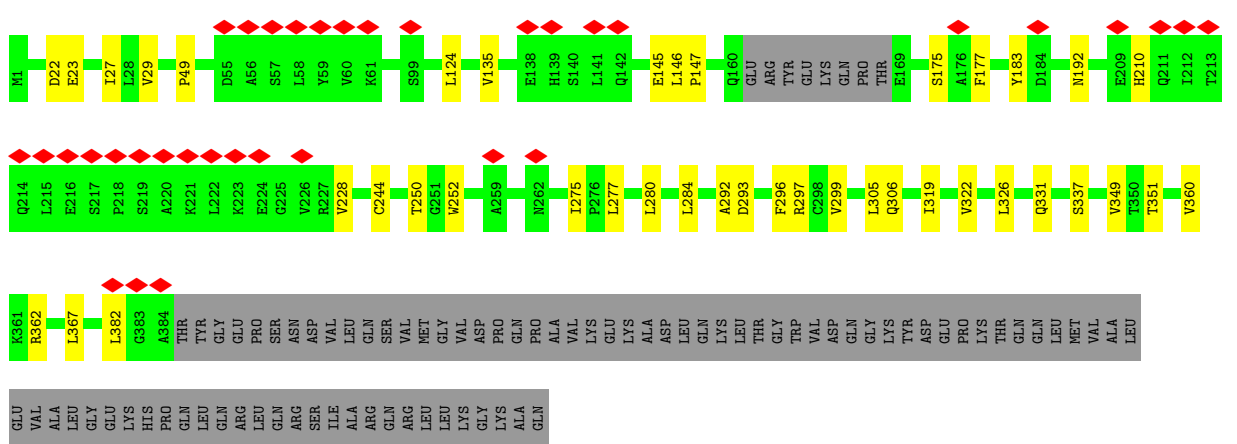 M1 D22 E23 I27 L28 V29 P49 D55 A56 S57 L58 Y59 V60 K61 S99 L124 V135 E138 H139 S140 L141 Q142 E145 L146 P147 Q160 GLU ARG TYR GLU LYS GLN PRO THR E169 S175 A176 F177 Y183 D184 N192 E209 H210 Q211 I212 T213
Q214 L215 E216 S217 P218 S219 A220 K221 L222 K223 E224 G225 V226 R227 V228 C244 T250 G251 W252 A259 N262 I275 P276 L277 L280 L284 A292 D293 F296 R297 C298 V299 L305 Q306 I319 V322 L326 Q331 S337 V349 T350 T351 V360
K361 R362 L367 L382 G383 A384 THR TYR GLY GLU PRO SER ASN ASP VAL LEU GLN SER VAL MET GLY VAL ASP PRO GLN PRO ALA VAL LYS GLU LYS ALA ASP LEU GLN LYS LEU THR GLY TRP VAL ASP GLN GLY LYS TYR ASP GLU PRO LYS THR GLN GLN LEU MET VAL ALA LEU
GLU VAL ALA LEU GLY GLU LYS HIS PRO GLN LEU GLN ARG LEU GLN ARG SER ILE ALA ARG GLN ARG LEU LEU LYS GLY LYS ALA GLN